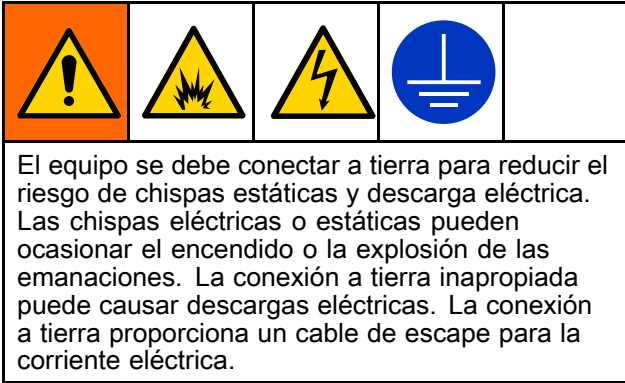 El equipo se debe conectar a tierra para reducir el
riesgo de chispas estáticas y descarga eléctrica.
Las chispas eléctricas o estáticas pueden
ocasionar el encendido o la explosión de las
emanaciones. La conexión a tierra inapropiada
puede causar descargas eléctricas. La conexión
a tierra proporciona un cable de escape para la
corriente eléctrica.